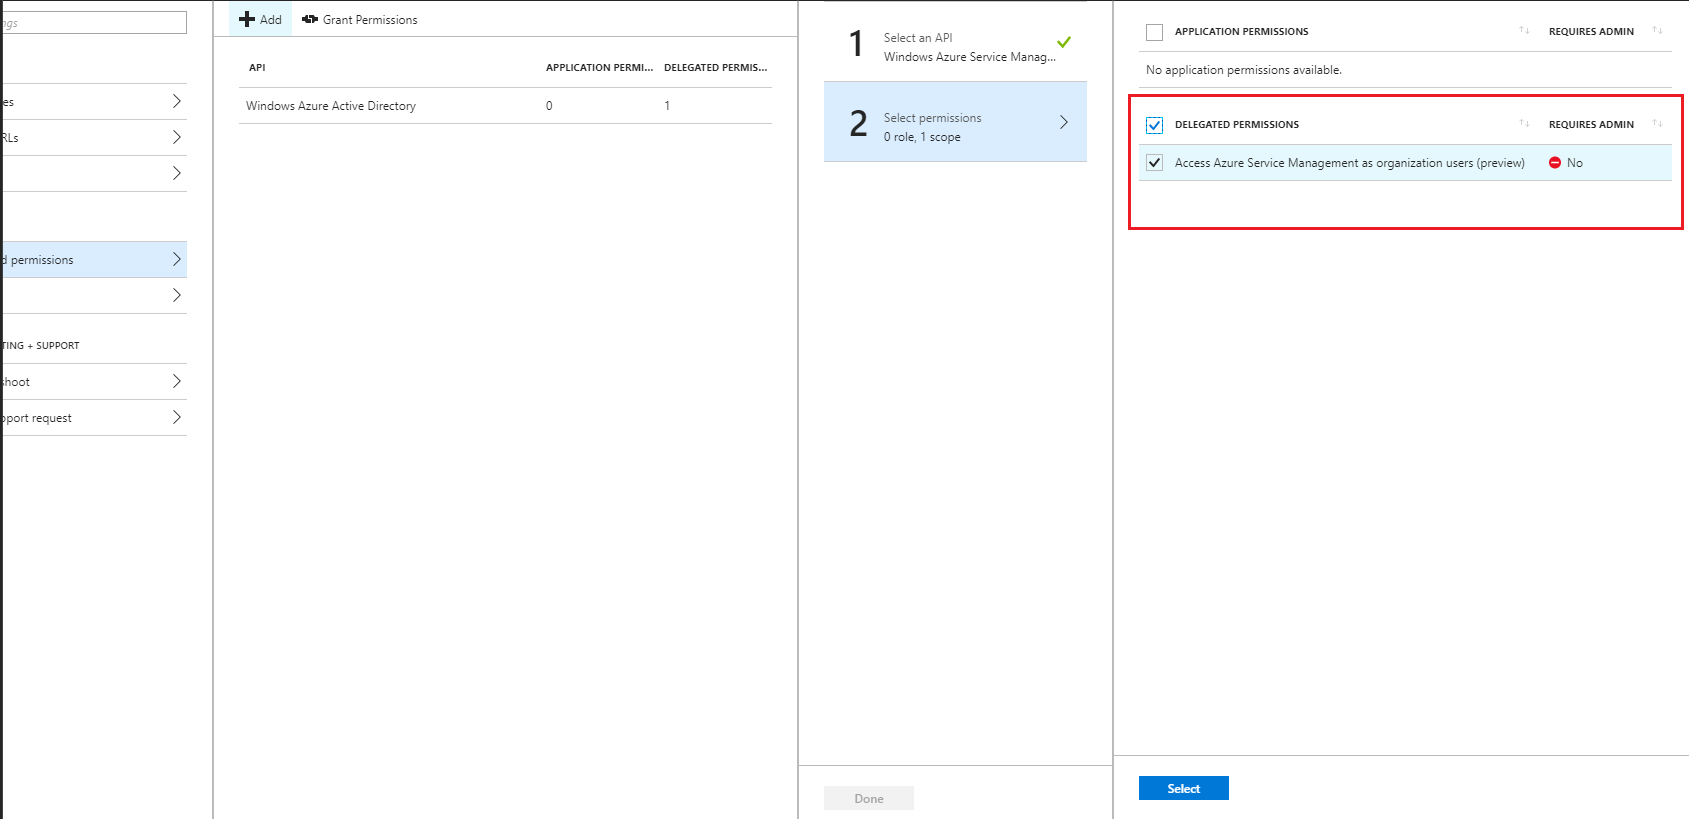 ngs
es
RLs
d permissions
TING + SUPPORT
shoot
pport request
Add
Grant Permissions
API
APPLICATION PERMI...
DELEGATED PERMIS...
Windows Azure Active Directory
0
1
1
Select an API
Windows Azure Service Manag...
2
Select permissions
0 role, 1 scope
Done
APPLICATION PERMISSIONS
REQUIRES ADMIN
No application permissions available.
DELEGATED PERMISSIONS
REQUIRES ADMIN
Access Azure Service Management as organization users (preview)
No
Select